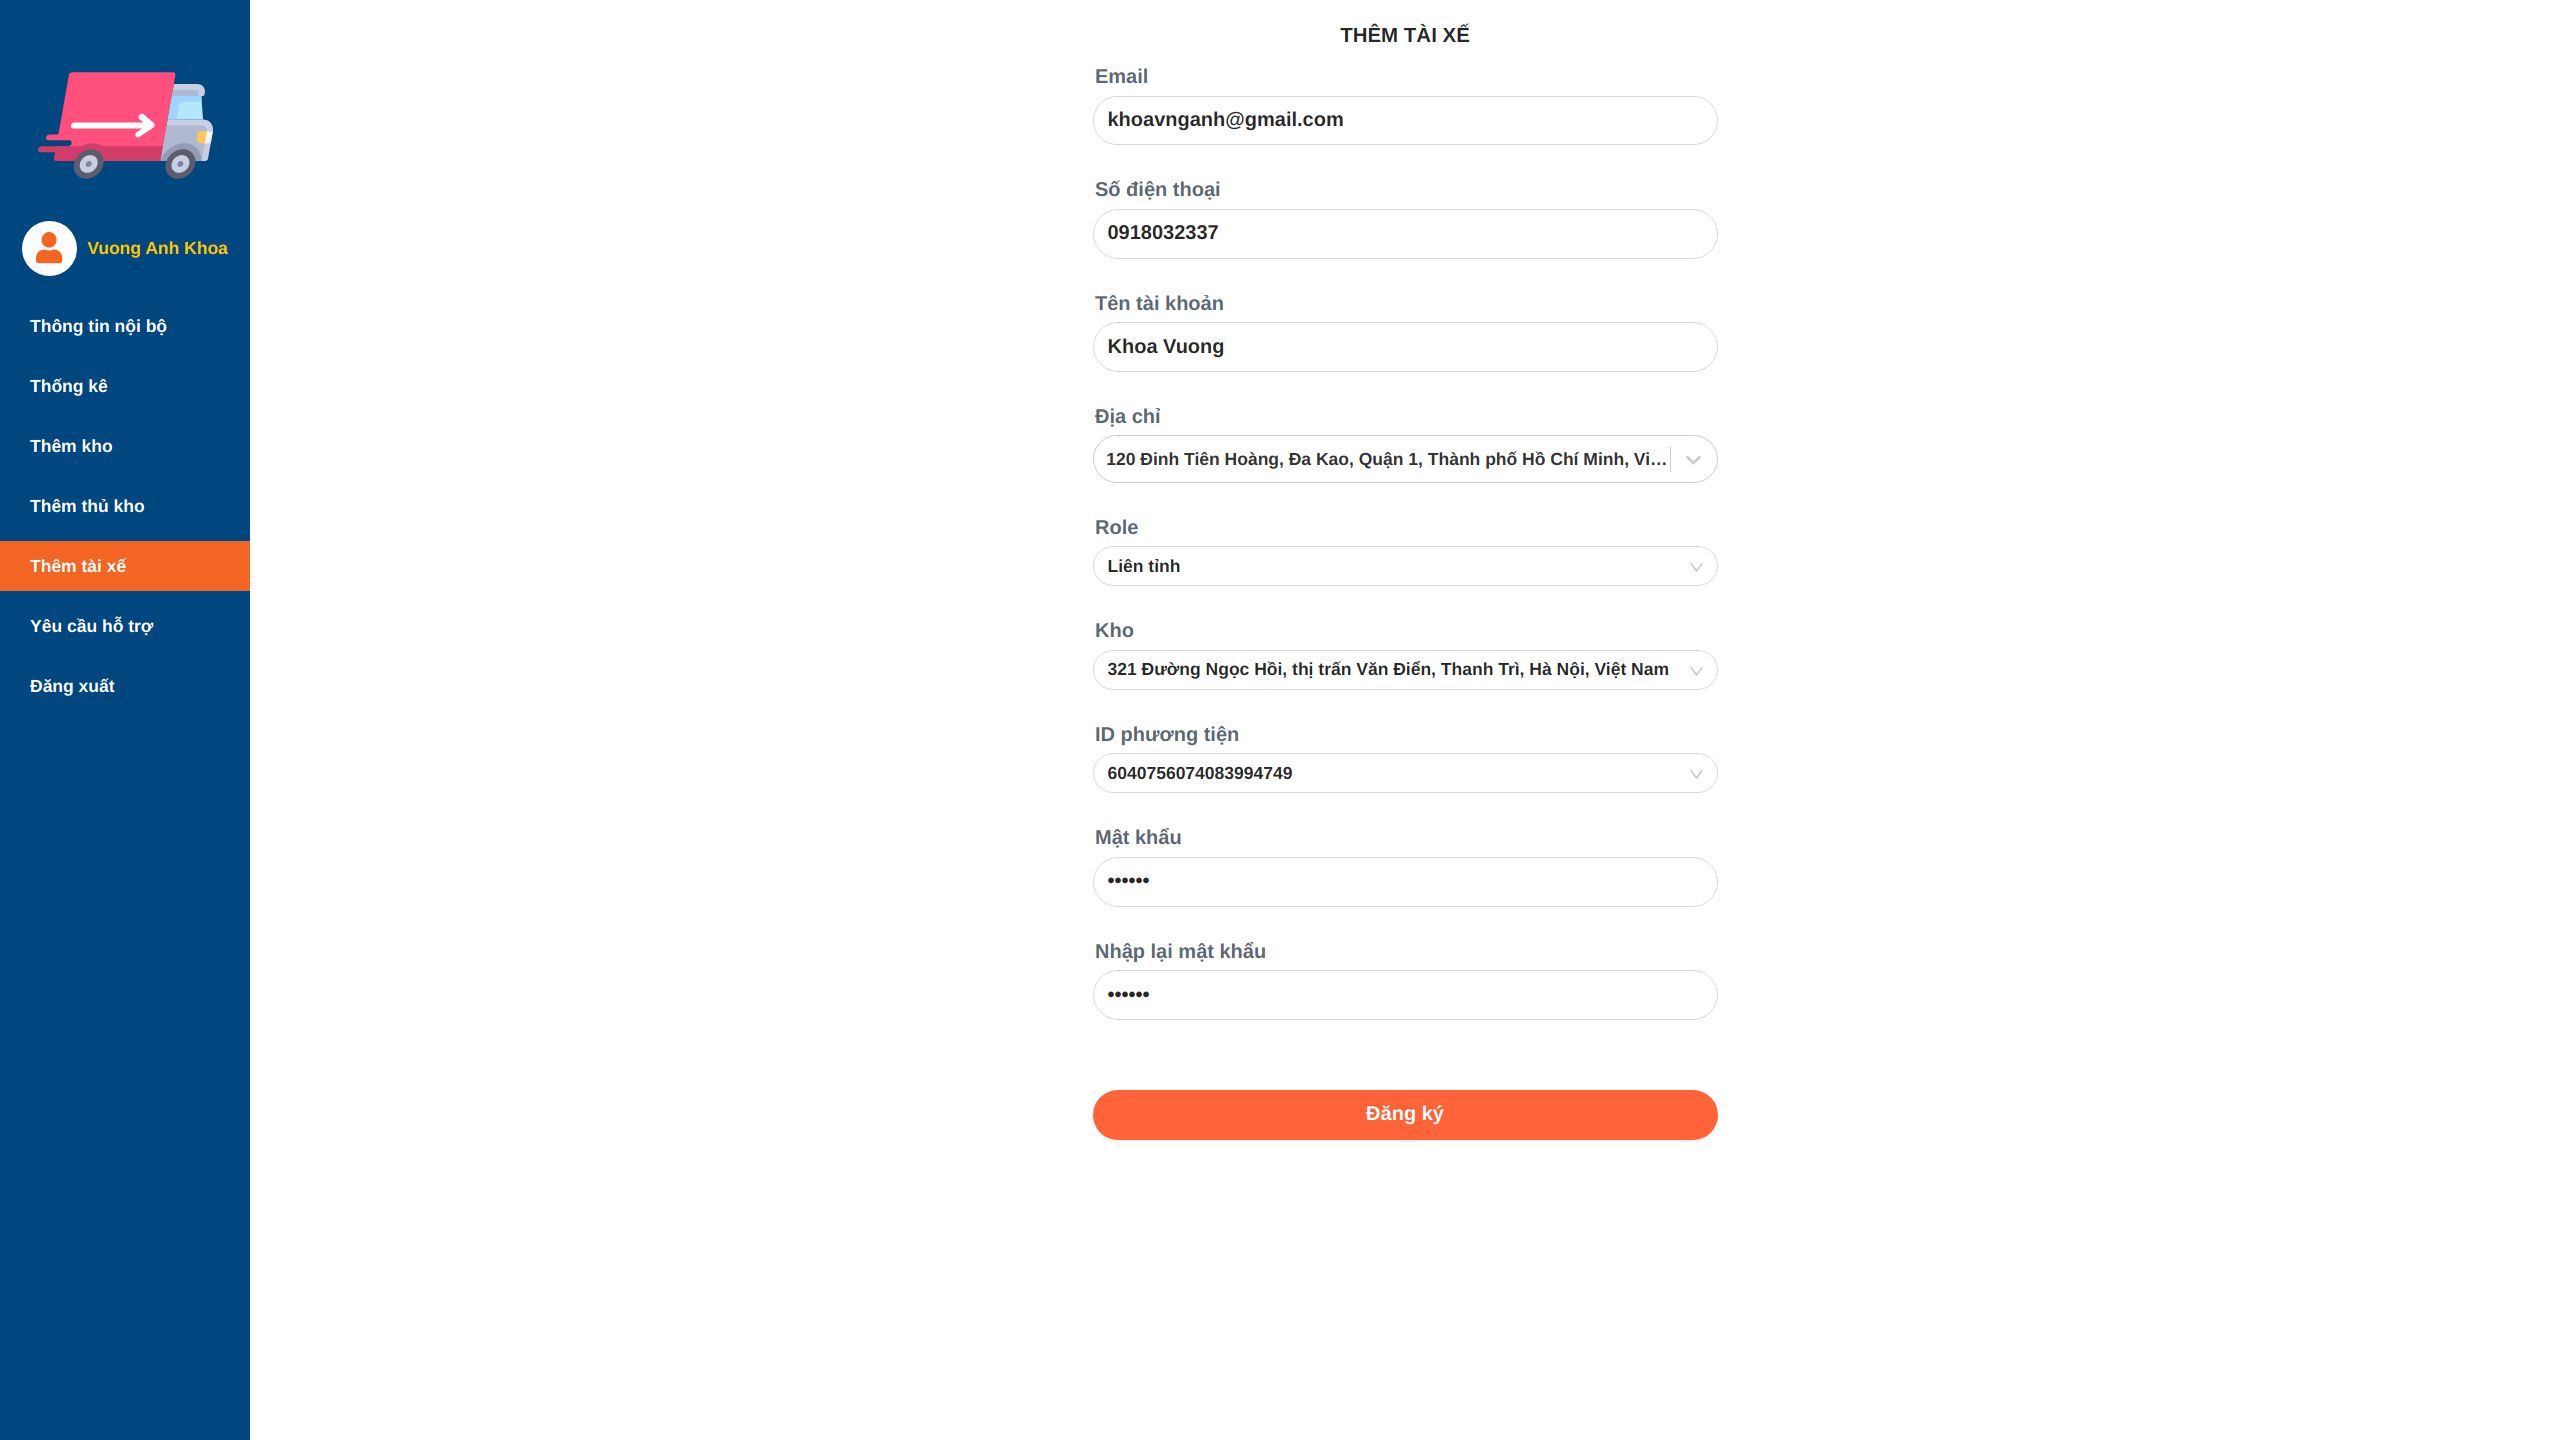 Vuong Anh Khoa
Thông tin nội bộ
Thống kê
Thêm kho
Thêm thủ kho
Thêm tài xế
Yêu cầu hỗ trợ
Đăng xuất
THÊM TÀI XẾ
Email
khoavnganh@gmail.com
Số điện thoại
0918032337
Tên tài khoản
Khoa Vuong
Địa chỉ
120 Đinh Tiên Hoàng, Đa Kao, Quận 1, Thành phố Hồ Chí Minh, Vi…
Role
Liên tỉnh
Kho
321 Đường Ngọc Hồi, thị trấn Văn Điển, Thanh Trì, Hà Nội, Việt Nam
ID phương tiện
6040756074083994749
Mật khẩu
••••••
Nhập lại mật khẩu
••••••
Đăng ký